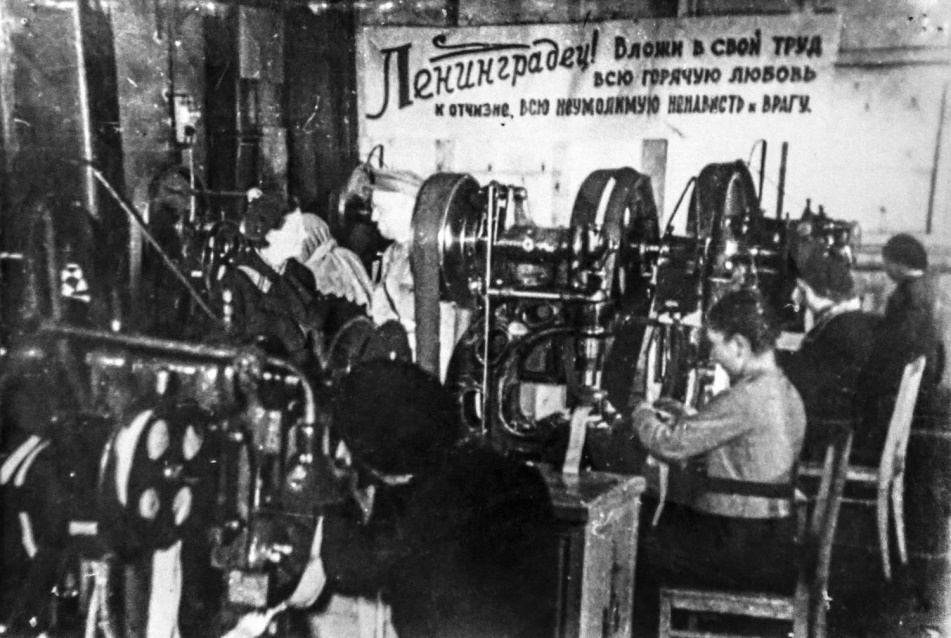 Ленинградец! Вложи в свой труд
всю горячую любовь
к отчизне, всю неумолимую ненависть к врагу.